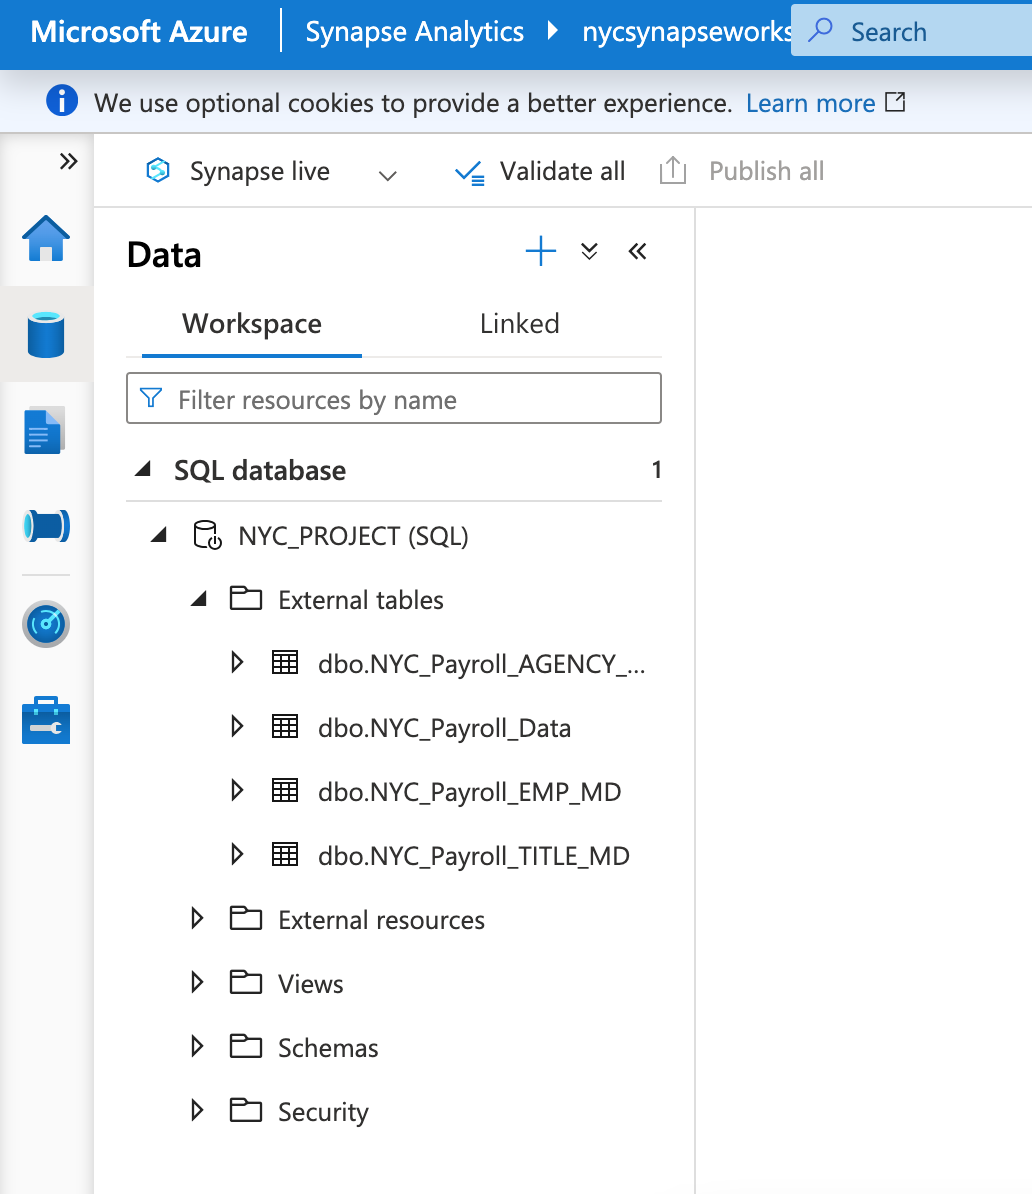 Microsoft Azure Synapse Analytics nycsynapseworks Search
We use optional cookies to provide a better experience. Learn more
Synapse live Validate all Publish all
Data
Workspace Linked
Filter resources by name
SQL database 1
NYC_PROJECT (SQL)
External tables
dbo.NYC_Payroll_AGENCY_...
dbo.NYC_Payroll_Data
dbo.NYC_Payroll_EMP_MD
dbo.NYC_Payroll_TITLE_MD
External resources
Views
Schemas
Security